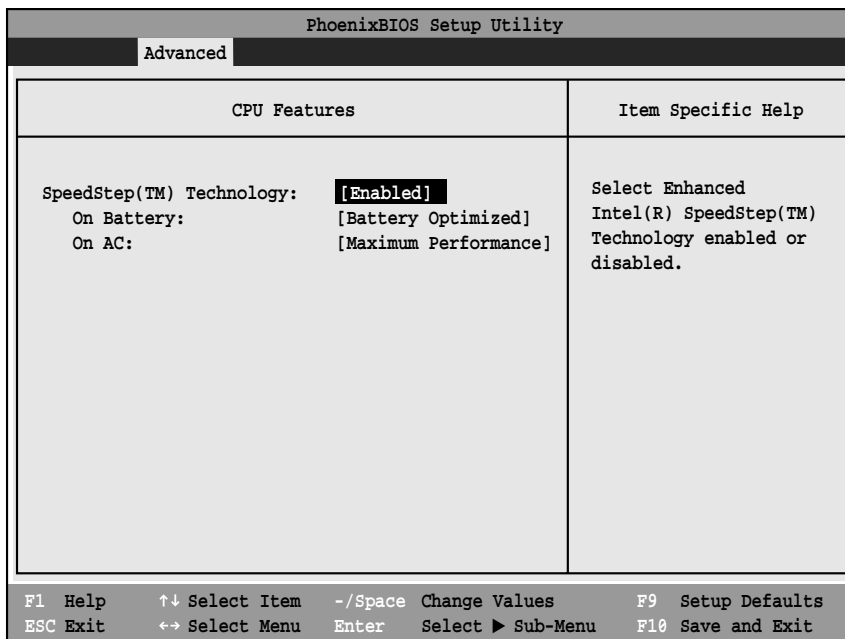 PhoenixBIOS Setup Utility
Advanced
CPU Features
SpeedStep(TM) Technology: [Enabled]
On Battery: [Battery Optimized]
On AC: [Maximum Performance]
Item Specific Help
Select Enhanced
Intel(R) SpeedStep(TM)
Technology enabled or
disabled.
F1 Help ↑↓ Select Item -/Space Change Values F9 Setup Defaults
ESC Exit ←→ Select Menu Enter Select ▶ Sub-Menu F10 Save and Exit